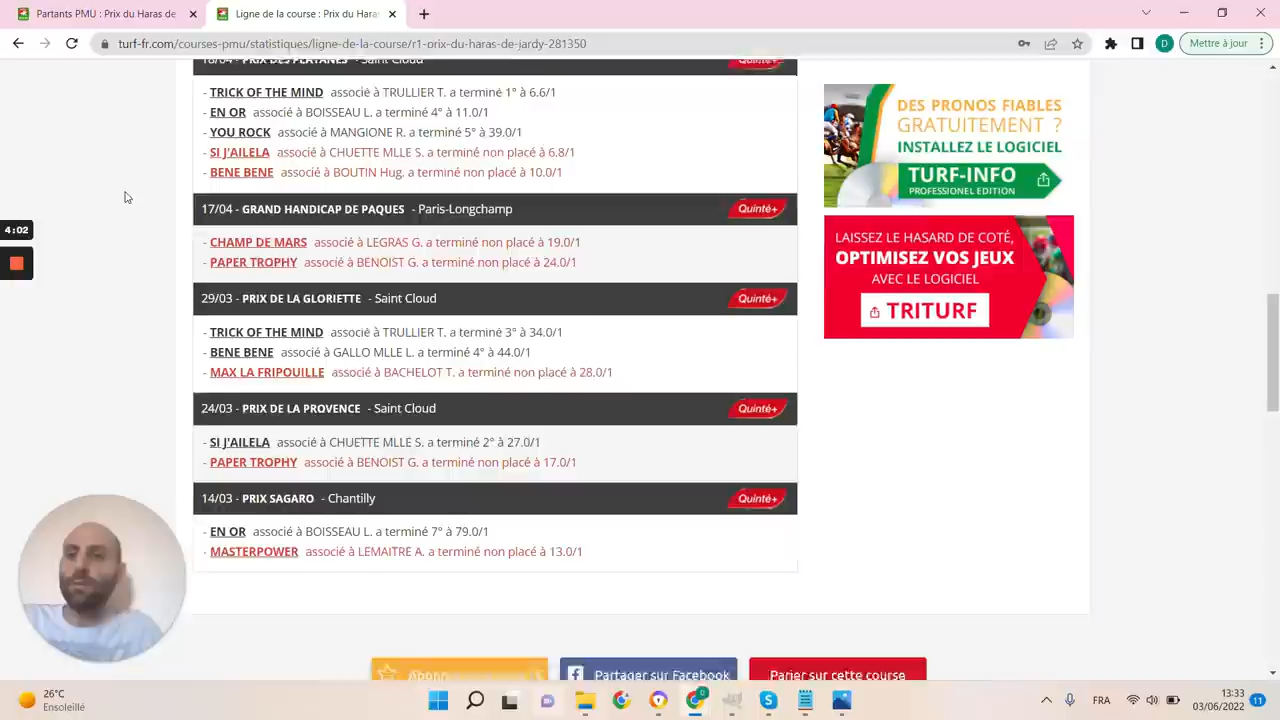 Partants PMU : Prix du Haras de
Ligne de la course : Prix du Haras
turf-fr.com/courses-pmu/statistiques/
1-prix-du-haras-de-jardy-281350
Mettre à jour
18/04 - PRIX DES PLATANES - Saint Cloud
- TRICK OF THE MIND associé à TRULLIER T. a terminé 1° à 6.6/1
- EN OR associé à BOISSEAU L. a terminé 4° à 11.0/1
- YOU ROCK associé à MANGIONE R. a terminé 5° à 39.0/1
- SI J'AILELA associé à CHUETTE MLLE S. a terminé non placé à 6.8/1
- BENE BENE associé à BOUTIN Hug. a terminé non placé à 10.0/1
17/04 - GRAND HANDICAP DE PAQUES - Paris-Longchamp
Quinté+
- CHAMP DE MARS associé à LEGRAS G. a terminé non placé à 19.0/1
- PAPER TROPHY associé à BENOIST G. a terminé non placé à 24.0/1
29/03 - PRIX DE LA GLORIETTE - Saint Cloud
Quinté+
- TRICK OF THE MIND associé à TRULLIER T. a terminé 3° à 34.0/1
- BENE BENE associé à GALLO MLLE L. a terminé 4° à 44.0/1
- MAX LA FRIPOUILLE associé à BACHELOT T. a terminé non placé à 28.0/1
24/03 - PRIX DE LA PROVENCE - Saint Cloud
Quinté+
- SI J'AILELA associé à CHUETTE MLLE S. a terminé 2° à 27.0/1
- PAPER TROPHY associé à BENOIST G. a terminé non placé à 17.0/1
14/03 - PRIX SAGARO - Chantilly
Quinté+
- EN OR associé à BOISSEAU L. a terminé 7° à 79.0/1
- MASTERPOWER associé à LEMAITRE A. a terminé non placé à 13.0/1
DES PRONOS FIABLES
GRATUITEMENT ?
INSTALLEZ LE LOGICIEL
TURF-INFO
PROFESSIONEL EDITION
LAISSEZ LE HASARD DE COTÉ,
OPTIMISEZ VOS JEUX
AVEC LE LOGICIEL
TRITURF
4:02
Abonn
Partager sur Facebook
Parier sur cette course
26°C
Ensoleillé
FRA
13:33
03/06/2022
11